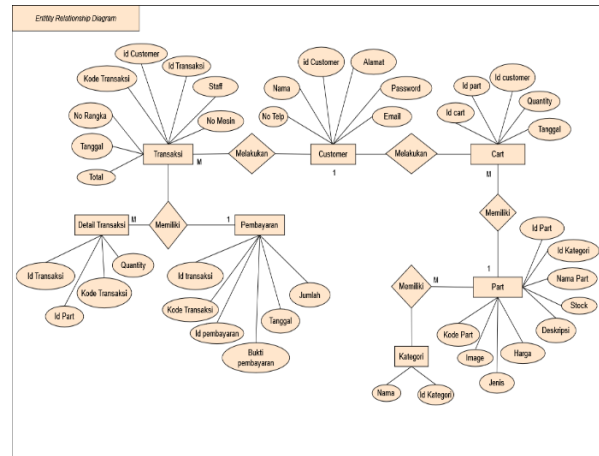 Entitity Relationship Diagram
id Customer
Id Transaksi
Kode Transaksi
Staff
No Rangka
No Mesin
Tanggal
Total
Transaksi
M
Melakukan
id Customer
Alamat
Nama
Password
No Telp
Email
Customer
1
Melakukan
Id part
Id customer
Id cart
Quantity
Tanggal
Cart
M
Memiliki
1
Detail Transaksi
M
Memiliki
1
Pembayaran
Id Transaksi
Quantity
Kode Transaksi
Id Part
Id transaksi
Jumlah
Kode Transaksi
Tanggal
Id pembayaran
Bukti
pembayaran
Memiliki
M
Part
Id Part
Id Kategori
Nama Part
Stock
Deskripsi
Kode Part
Image
Harga
Jenis
Kategori
Nama
Id Kategori